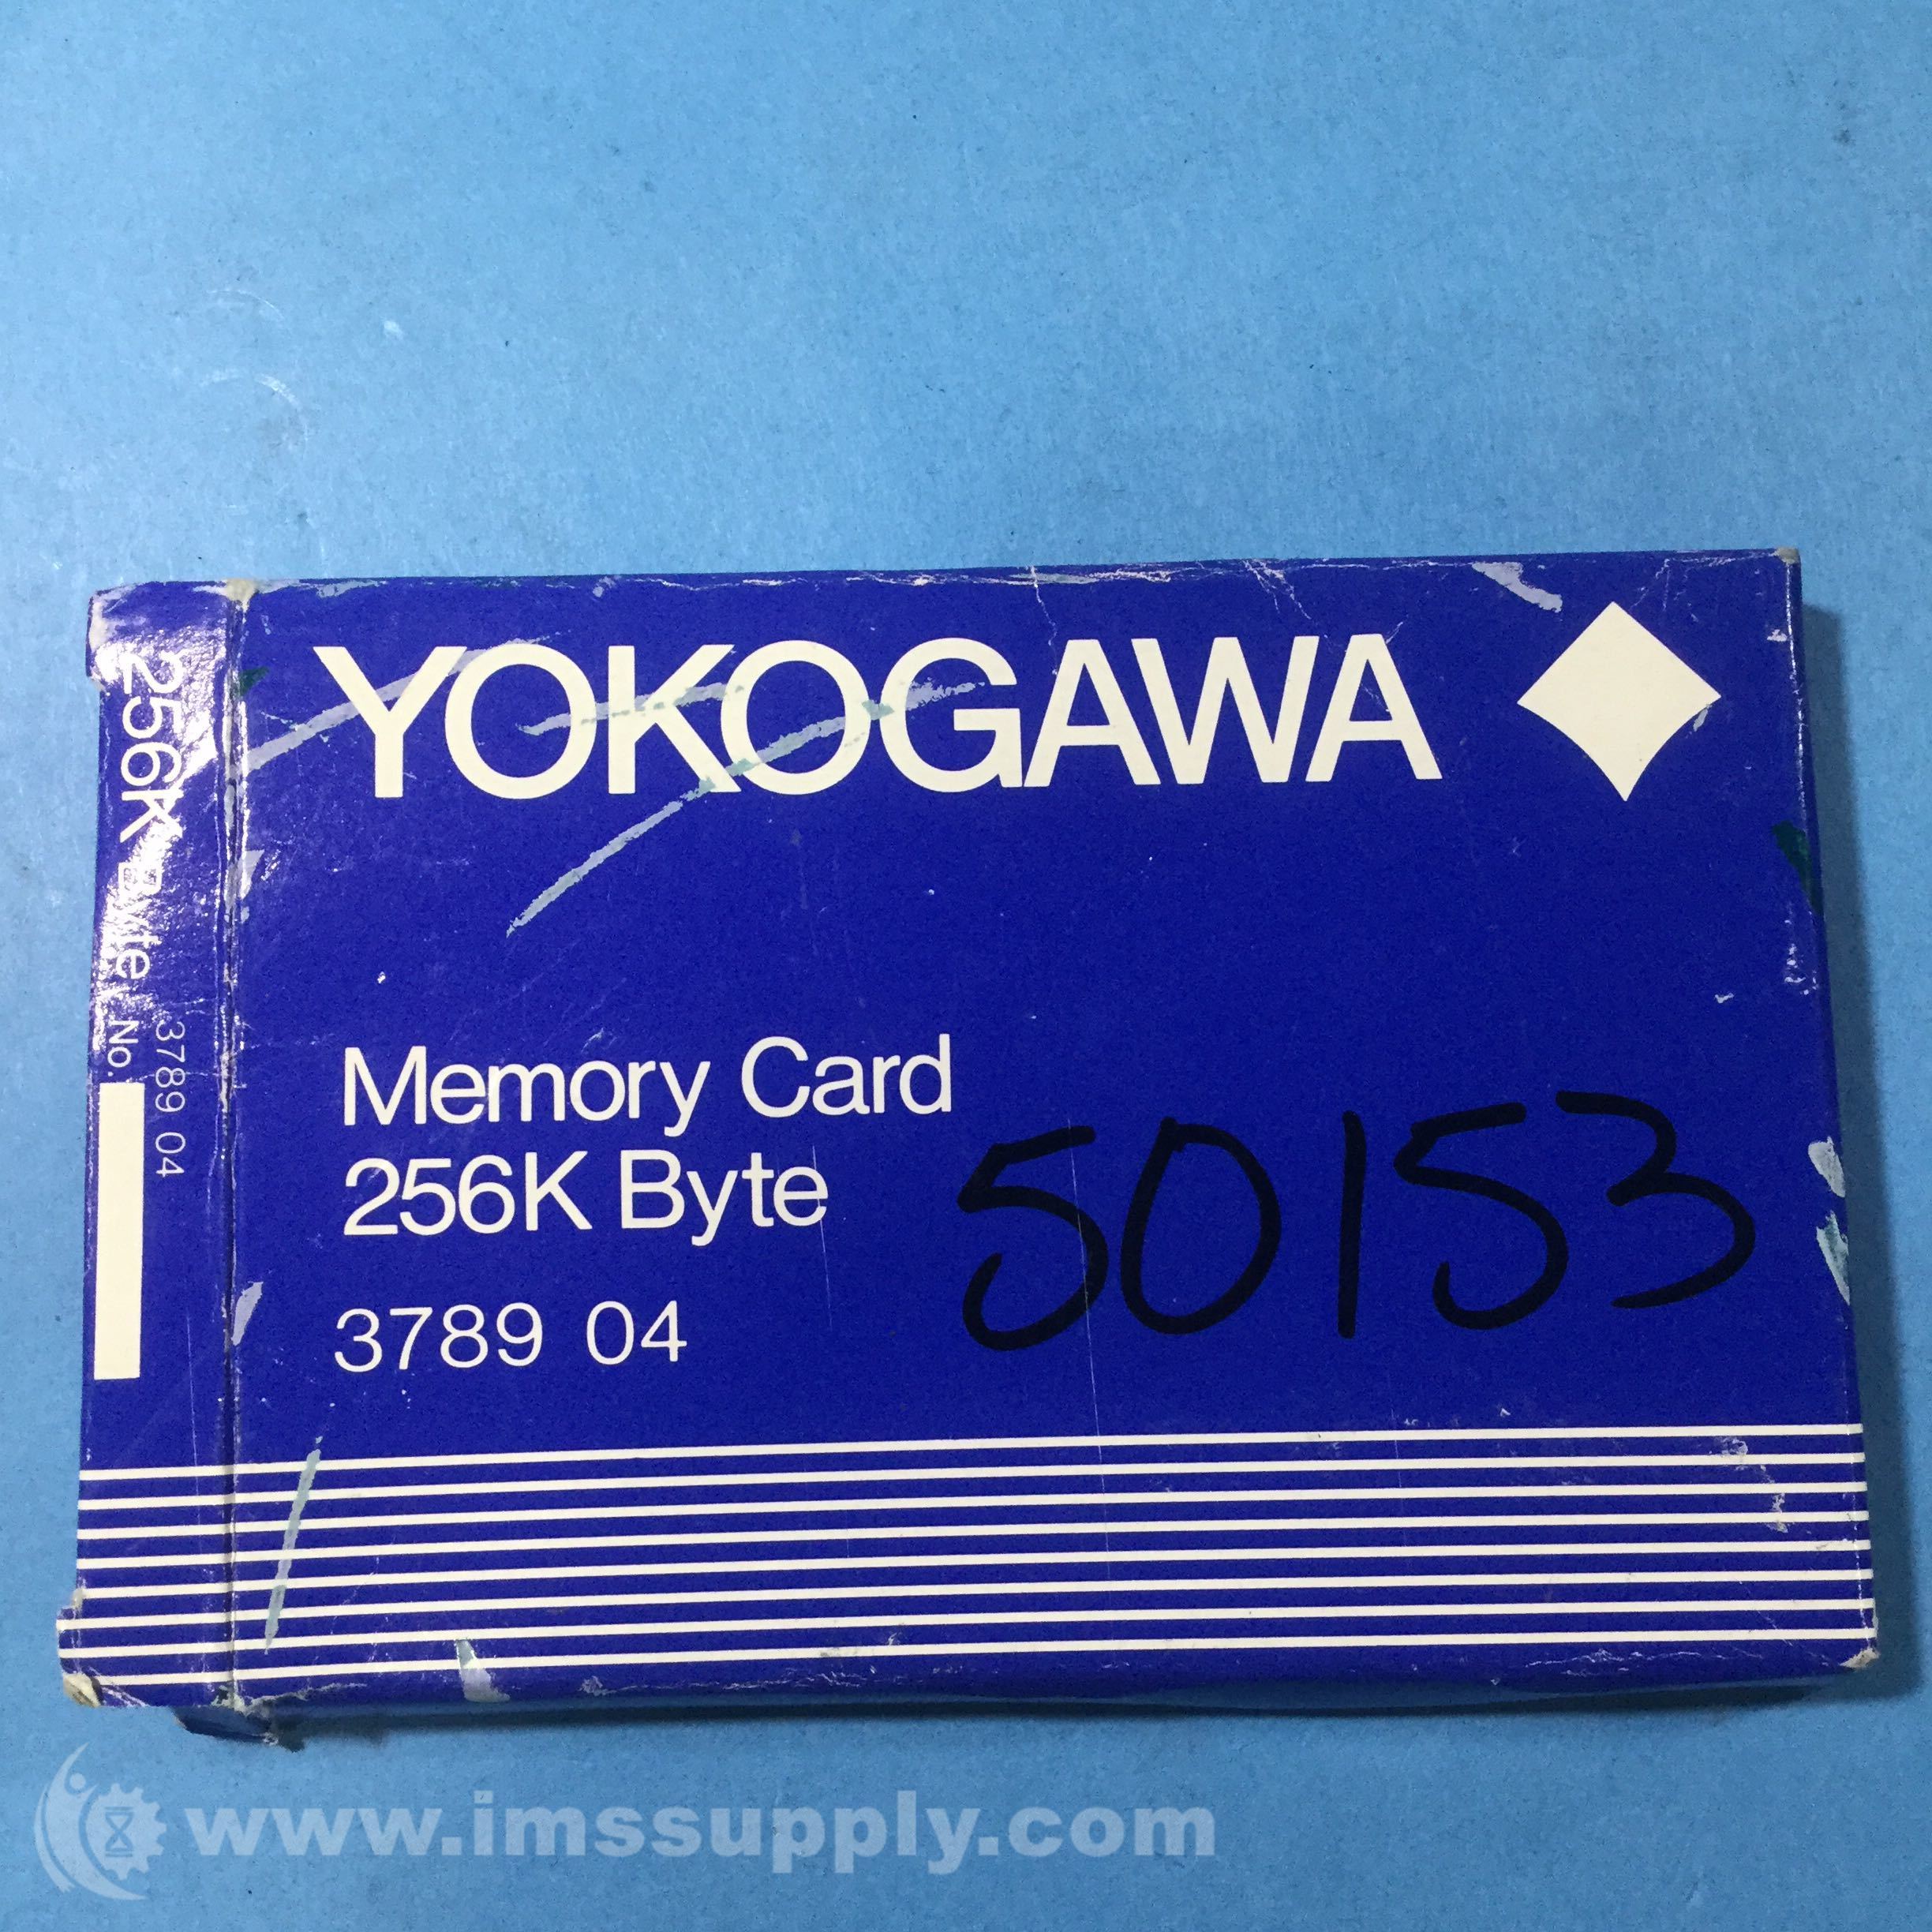 YOKOGAWA
Memory Card
256K Byte
3789 04
50153
256K Byte No.
3789 04
www.imssupply.com